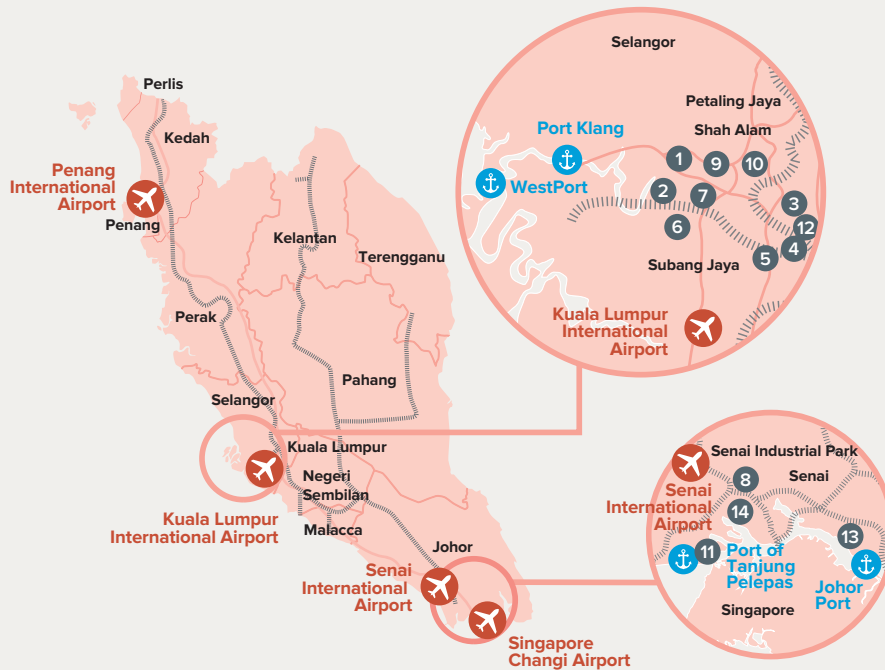 Perlis
Kedah
Penang
International
Airport
Penang
Kelantan
Terengganu
Perak
Pahang
Selangor
Kuala Lumpur
Negeri
Sembilan
Kuala Lumpur
International Airport
Malacca
Johor
Senai
International
Airport
Singapore
Changi Airport
Selangor
Petaling Jaya
Shah Alam
Port Klang
WestPort
1
9
10
2
7
3
6
12
4
5
Subang Jaya
Kuala Lumpur
International
Airport
Senai Industrial Park
8
Senai
Senai
International
Airport
14
13
11
Port of
Tanjung
Pelepas
Johor
Port
Singapore